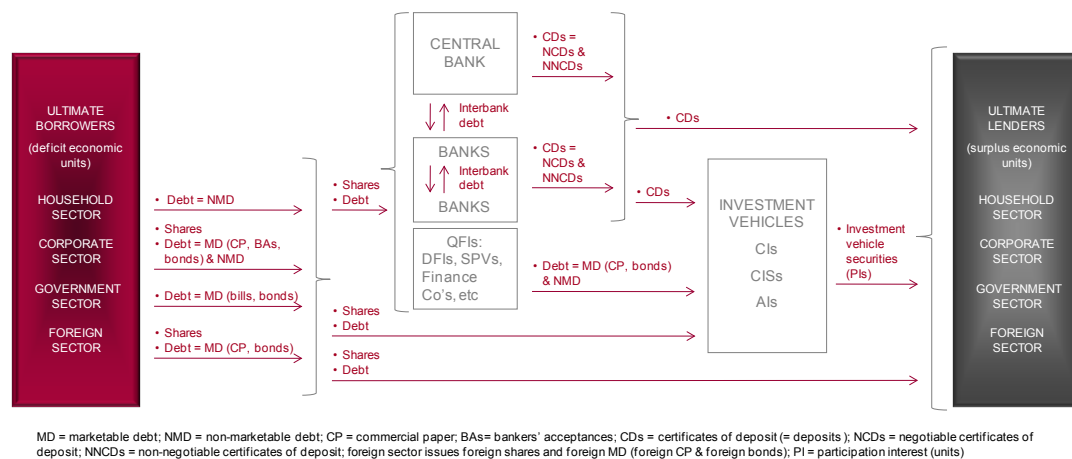 ULTIMATE
BORROWERS
(deficit economic
units)
HOUSEHOLD
SECTOR
CORPORATE
SECTOR
GOVERNMENT
SECTOR
FOREIGN
SECTOR
• Debt = NMD
• Shares
• Debt = MD (CP, BAs,
bonds) & NMD
• Debt = MD (bills, bonds)
• Shares
• Debt = MD (CP, bonds)
• Shares
• Debt
CENTRAL
BANK
Interbank
debt
BANKS
Interbank
debt
BANKS
QFIs:
DFIs, SPVs,
Finance
Co's, etc
• CDs =
NCDs &
NNCDs
• CDs =
NCDs &
NNCDs
• Debt = MD (CP, bonds)
& NMD
• Shares
• Debt
• Shares
• Debt
• CDs
• CDs
INVESTMENT
VEHICLES
CIs
CISs
AIs
• Investment
vehicle
securities
(PIs)
ULTIMATE
LENDERS
(surplus economic
units)
HOUSEHOLD
SECTOR
CORPORATE
SECTOR
GOVERNMENT
SECTOR
FOREIGN
SECTOR
MD = marketable debt; NMD = non-marketable debt; CP = commercial paper; BAs= bankers' acceptances; CDs = certificates of deposit (= deposits); NCDs = negotiable certificates of
deposit; NNCDs = non-negotiable certificates of deposit; foreign sector issues foreign shares and foreign MD (foreign CP & foreign bonds); PI = participation interest (units)